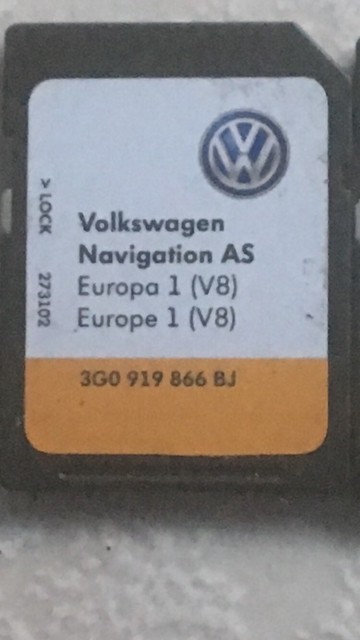 Volkswagen
Navigation AS
Europa 1 (V8)
Europe 1 (V8)
3G0 919 866 BJ
> LOCK
273102